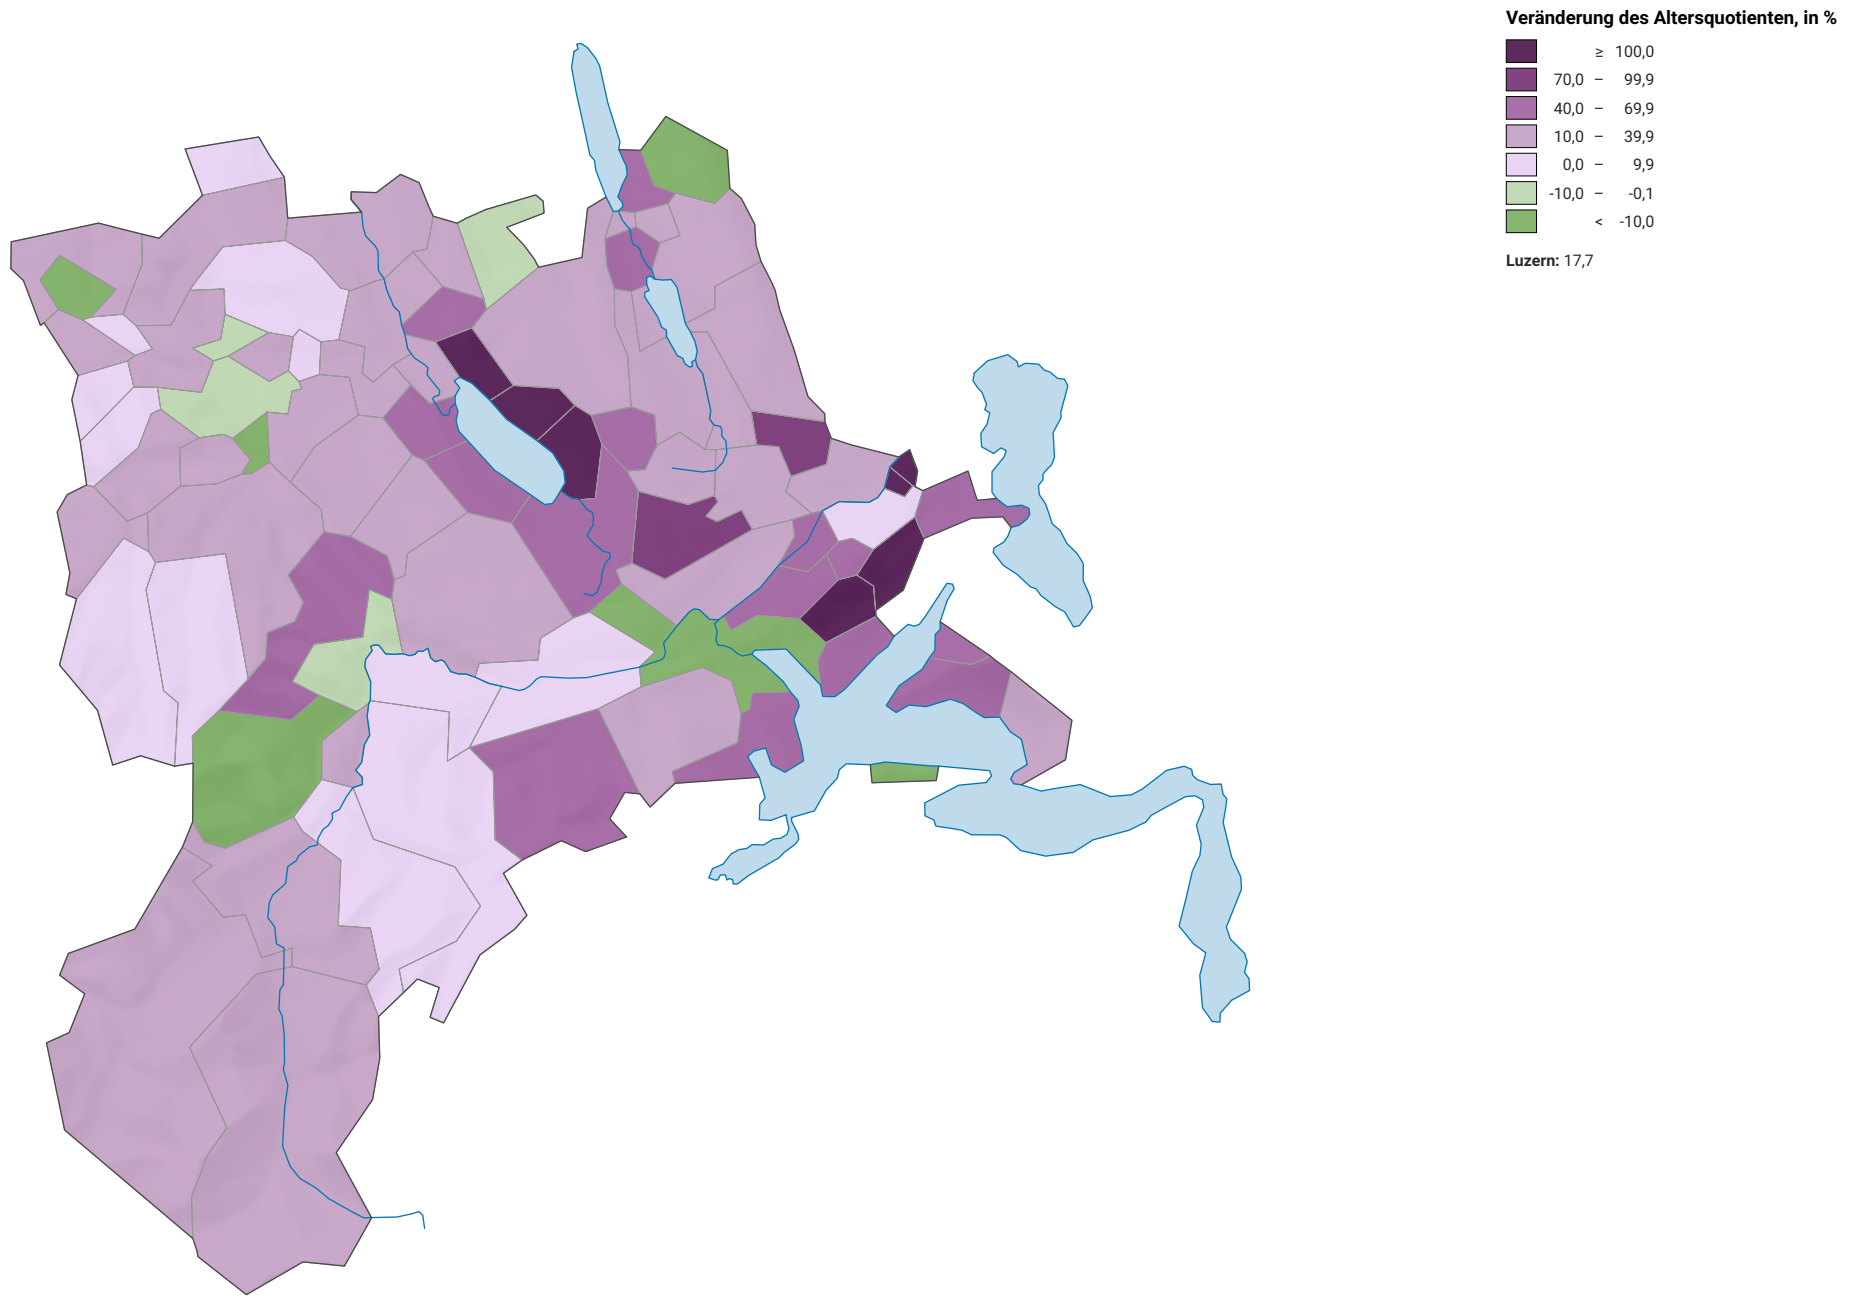 Veränderung des Altersquotienten, in %
≥ 100,0
70,0 – 99,9
40,0 – 69,9
10,0 – 39,9
0,0 – 9,9
-10,0 – -0,1
< -10,0
Luzern: 17,7